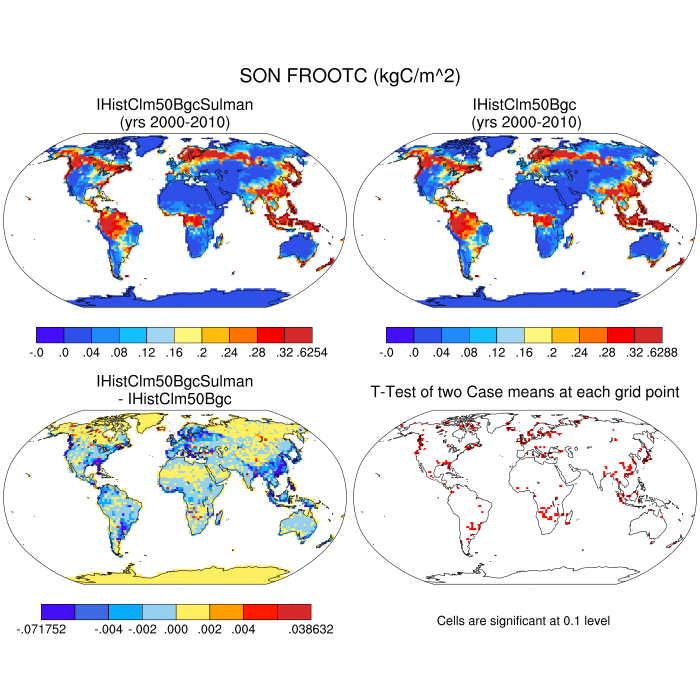 SON FROOTC (kgC/m^2)
IHistClm50BgcSulman
(yrs 2000-2010)
IHistClm50Bgc
(yrs 2000-2010)
-.0 .0 .04 .08 .12 .16 .2 .24 .28 .32 .6254
-.0 .0 .04 .08 .12 .16 .2 .24 .28 .32 .6288
IHistClm50BgcSulman
- IHistClm50Bgc
T-Test of two Case means at each grid point
-.071752 -.004 -.002 .000 .002 .004 .038632
Cells are significant at 0.1 level